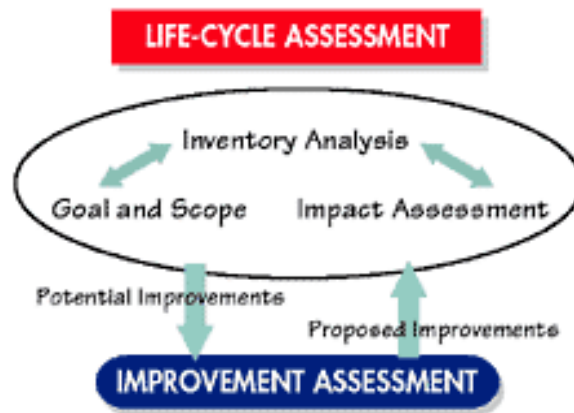 LIFE-CYCLE ASSESSMENT
Inventory Analysis
Goal and Scope
Impact Assessment
Potential Improvements
Proposed Improvements
IMPROVEMENT ASSESSMENT